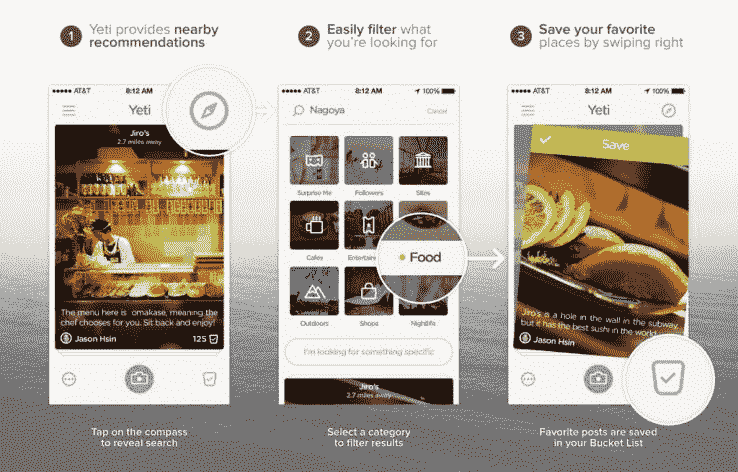 1 Yeti provides nearby
recommendations
2 Easily filter what
you're looking for
3 Save your favorite
places by swiping right
AT&T 8:12 AM
Yeti
Jiro's
2.7 miles away
The menu here is omakase, meaning the
chef chooses for you. Sit back and enjoy!
Jason Hsin 125
Tap on the compass
to reveal search
AT&T 8:12 AM 100%
Nagoya Cancel
Surprise Me Followers Sites
Cafes Entertain
Food
Outdoors Shops Nightlife
I'm looking for something specific
Jiro's
2.7 miles away
Select a category
to filter results
AT&T 8:12 AM 100%
Yeti
Save
Jiro's is a hole in the wall in the subway,
but it has the best sushi in the world
Jason Hsin
Favorite posts are saved
in your Bucket List